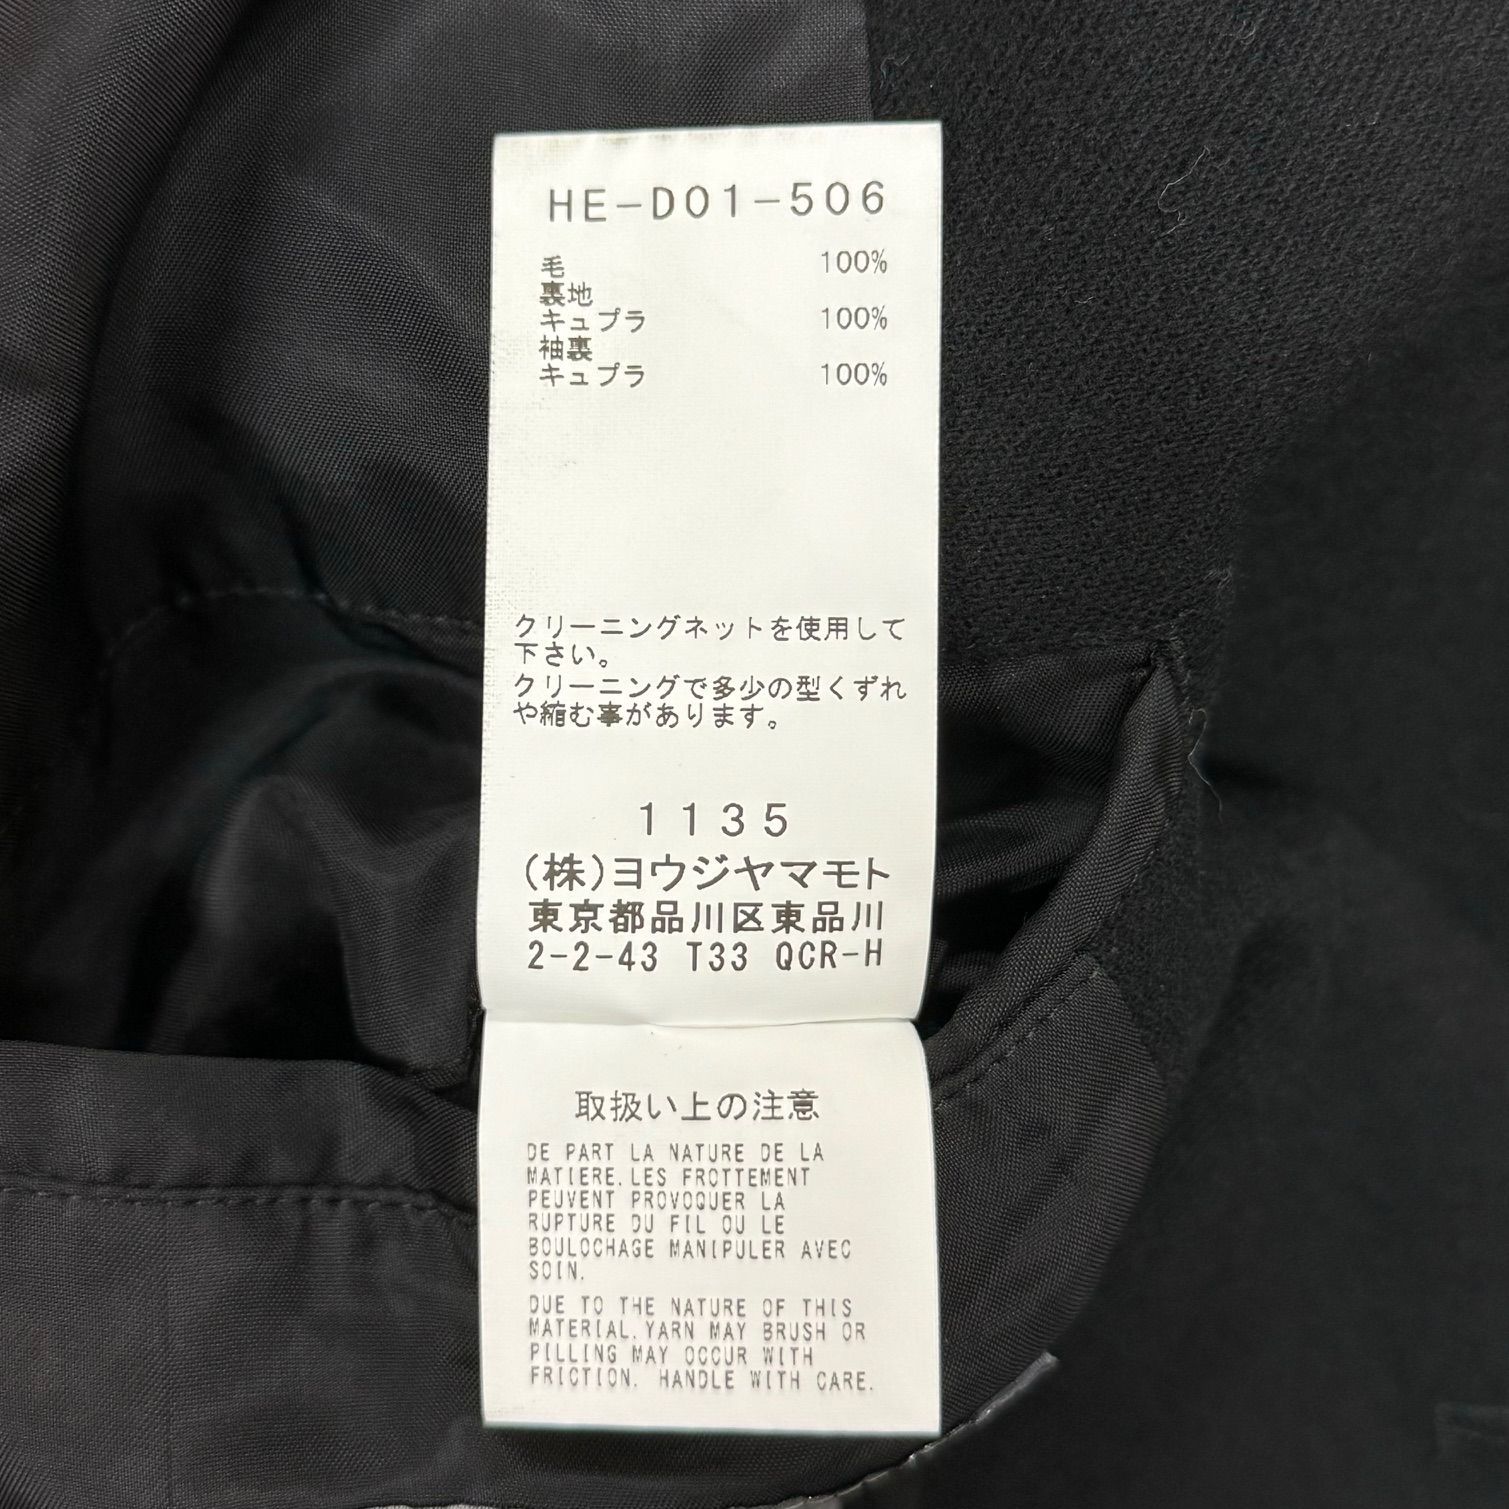 HE-D01-506
毛 100%
裏地
キュプラ 100%
袖裏
キュプラ 100%
クリーニングネットを使用して
下さい。
クリーニングで多少の型くずれ
や縮む事があります。
1135
(株)ヨウジヤマモト
東京都品川区東品川
2-2-43 T33 QCR-H
取扱い上の注意
DE PART LA NATURE DE LA
MATIERE.LES FROTTEMENT
PEUVENT PROVOQUER LA
RUPTURE DU FIL OU LE
BOULOCHAGE MANIPULER AVEC
SOIN.
DUE TO THE NATURE OF THIS
MATERIAL.YARN MAY BRUSH OR
PILLING MAY OCCUR WITH
FRICTION. HANDLE WITH CARE.